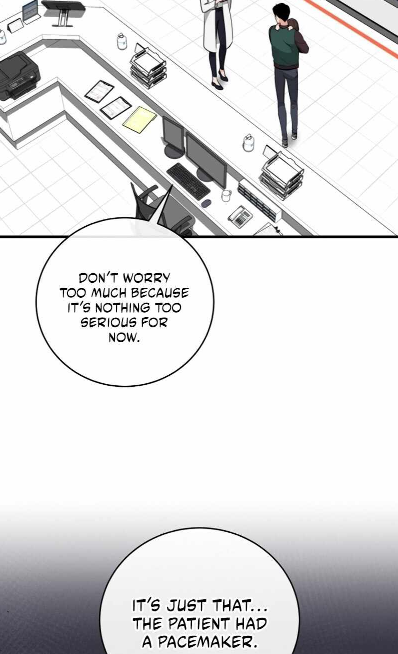 DON'T WORRY
TOO MUCH BECAUSE
IT'S NOTHING TOO
SERIOUS FOR
NOW.
IT'S JUST THAT...
THE PATIENT HAD
A PACEMAKER.